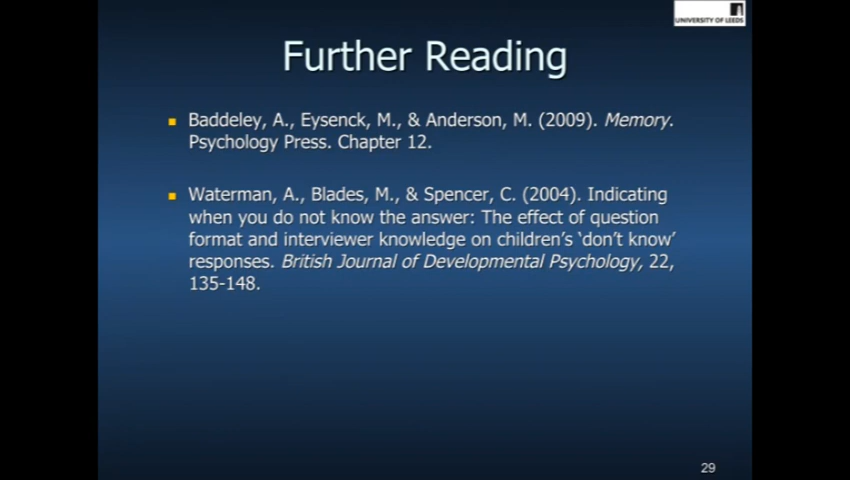 UNIVERSITY OF LEEDS
Further Reading
Baddeley, A., Eysenck, M., & Anderson, M. (2009). Memory.
Psychology Press. Chapter 12.
Waterman, A., Blades, M., & Spencer, C. (2004). Indicating
when you do not know the answer: The effect of question
format and interviewer knowledge on children’s ‘don’t know’
responses. British Journal of Developmental Psychology, 22,
135-148.
29